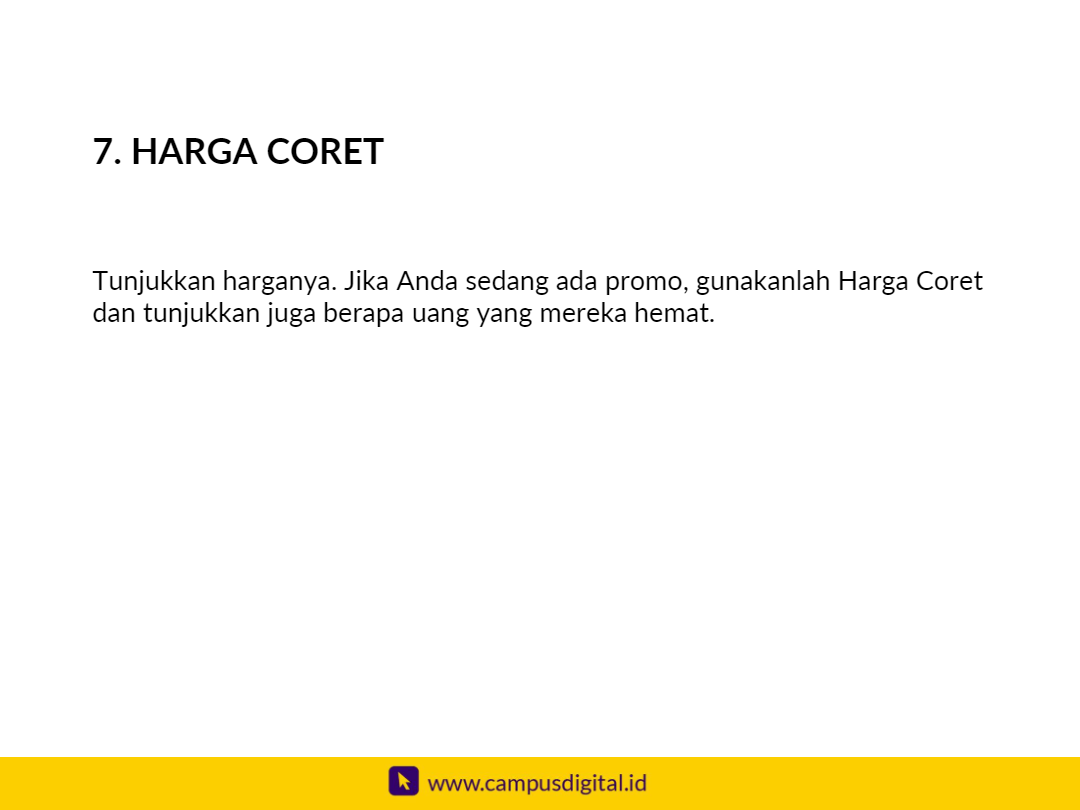 7. HARGA CORET
Tunjukkan harganya. Jika Anda sedang ada promo, gunakanlah Harga Coret
dan tunjukkan juga berapa uang yang mereka hemat.
www.campusdigital.id